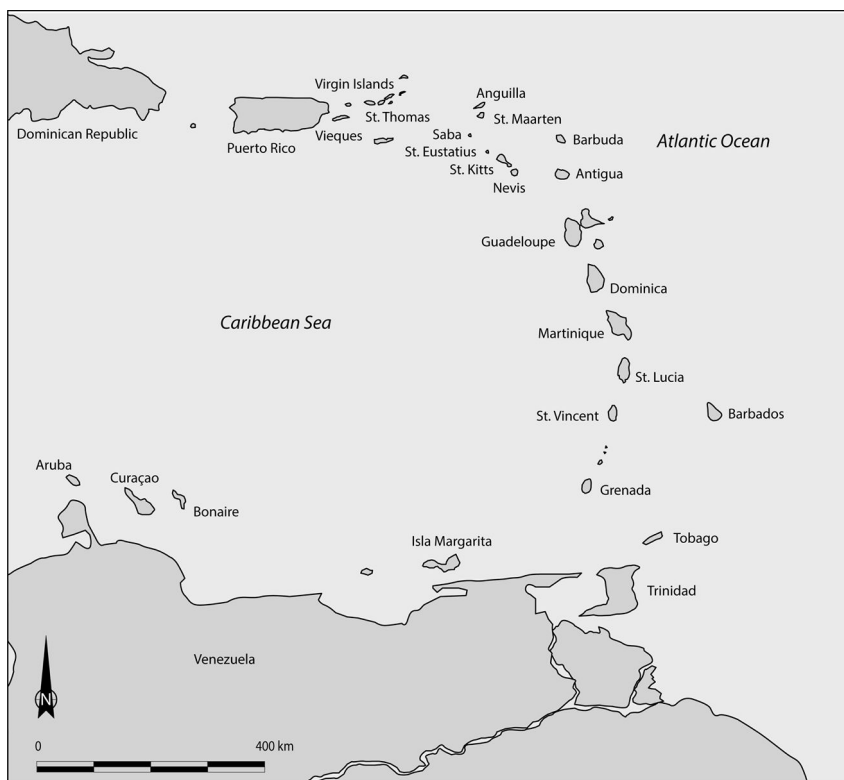 Virgin Islands
Anguilla
St. Thomas
St. Maarten
Dominican Republic
Vieques
Saba
Barbuda
Atlantic Ocean
Puerto Rico
St. Eustatius
St. Kitts
Antigua
Nevis
Guadeloupe
Dominica
Caribbean Sea
Martinique
St. Lucia
St. Vincent
Barbados
Aruba
Curaçao
Grenada
Bonaire
Isla Margarita
Tobago
Trinidad
Venezuela
N
0
400 km